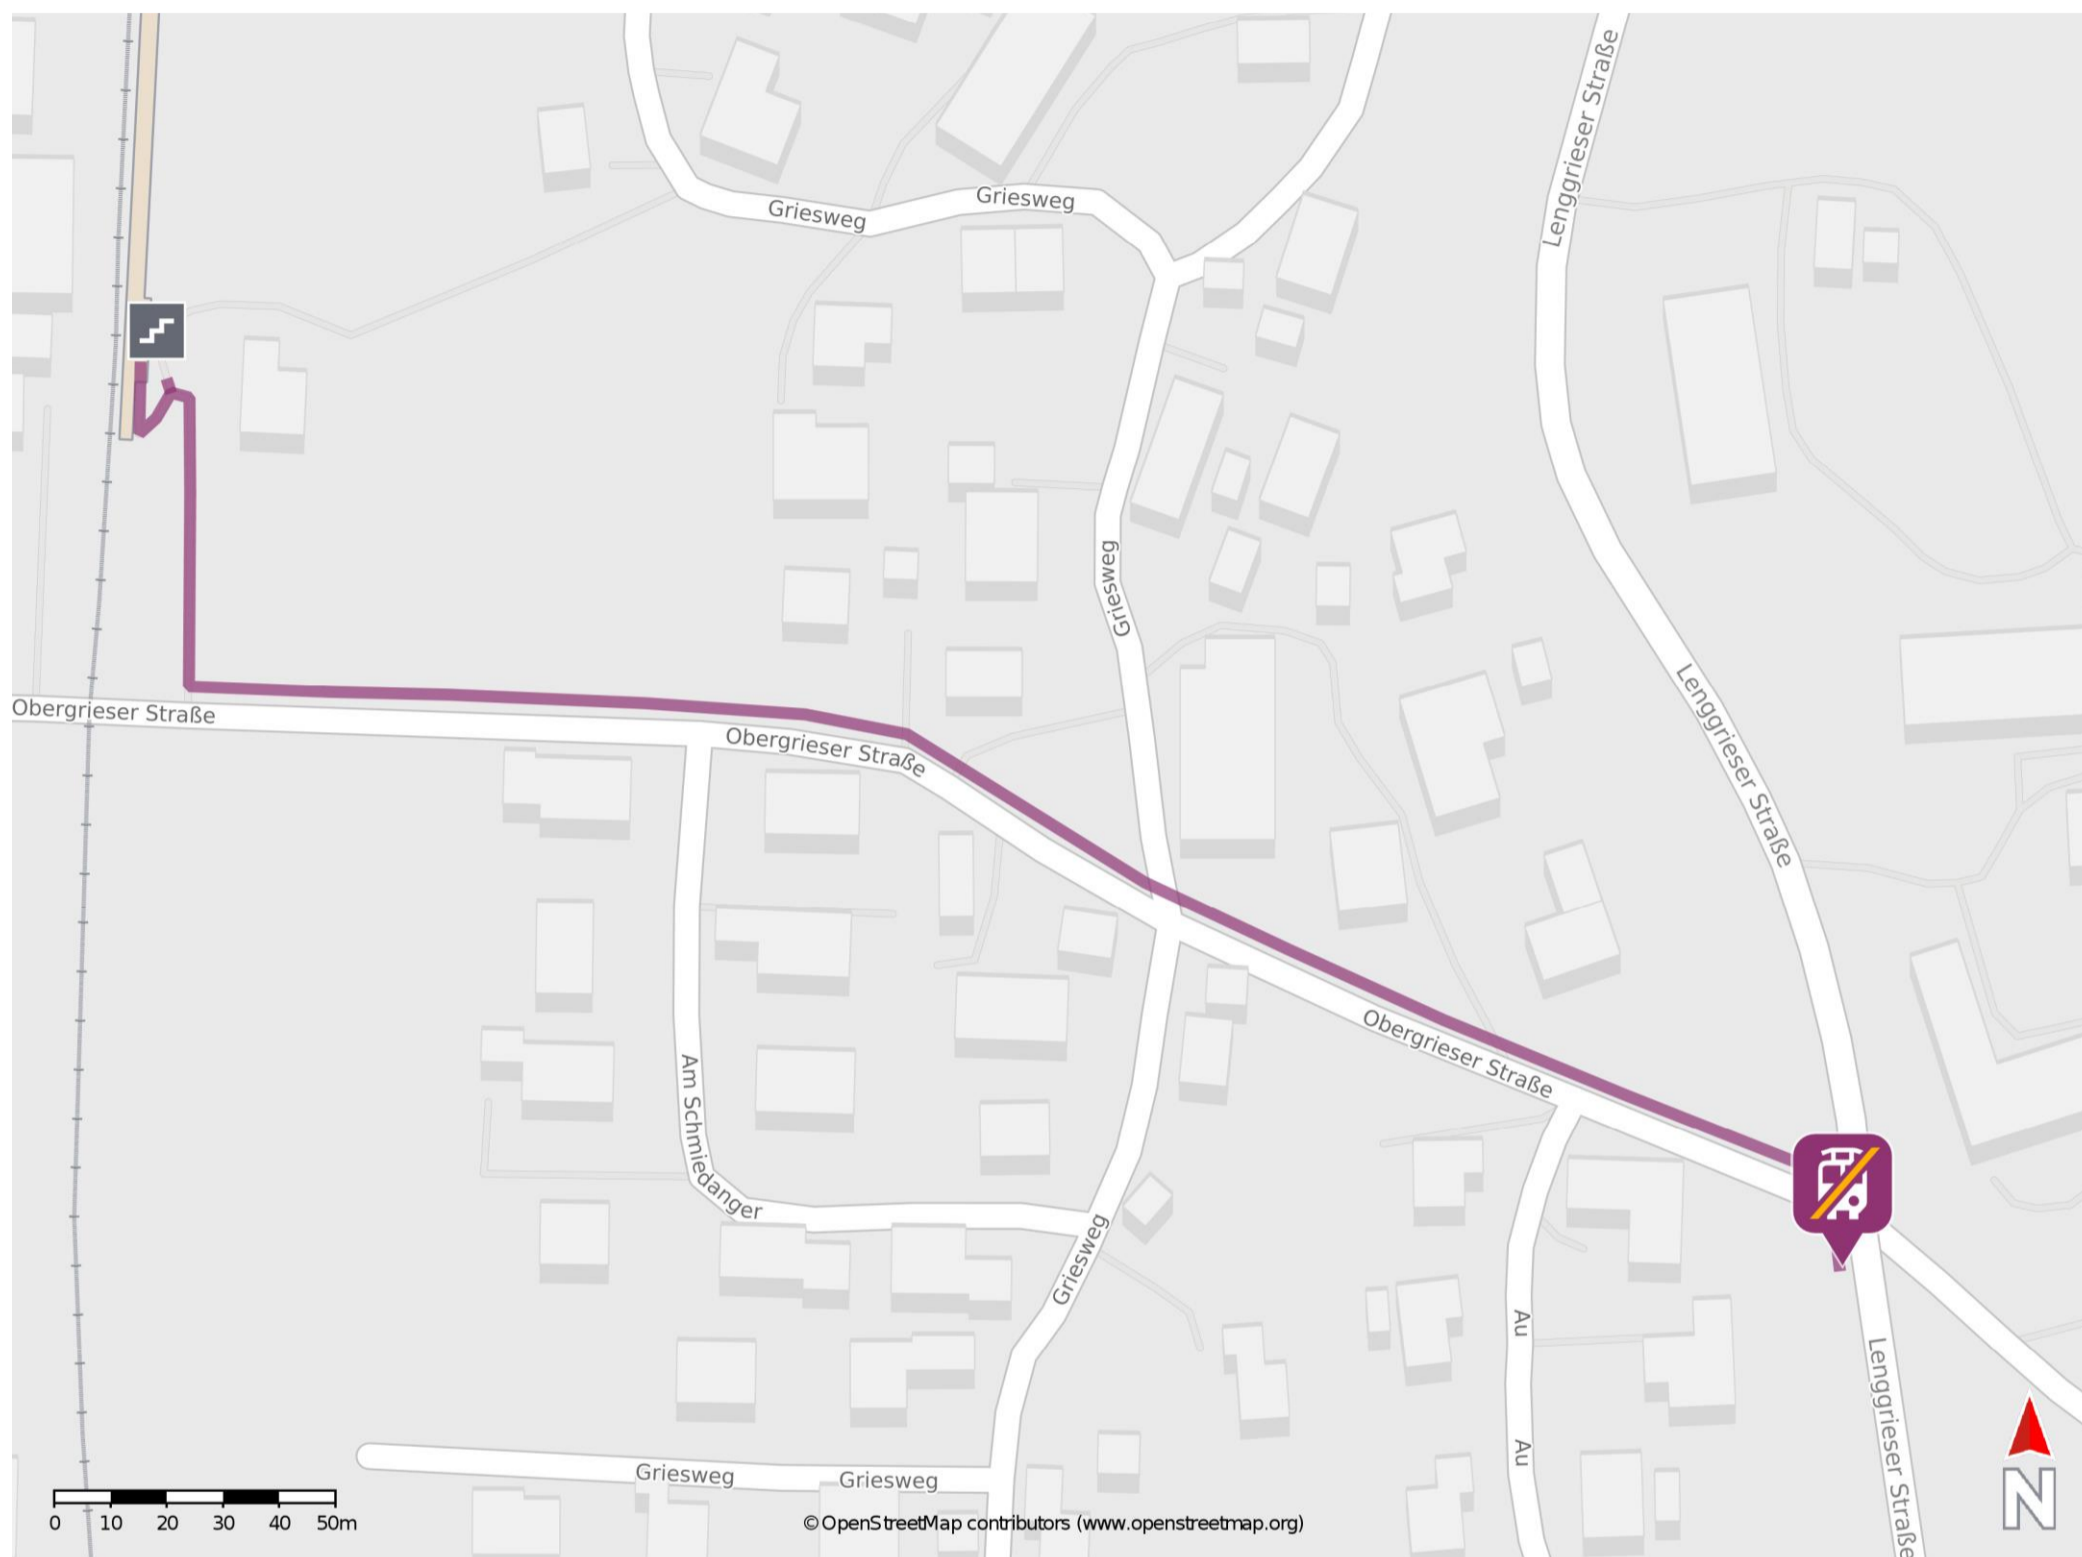 Lenggrieser Straße
Griesweg
Griesweg
Griesweg
Lenggrieser Straße
Obergrieser Straße
Obergrieser Straße
Obergrieser Straße
Am Schmiedanger
Griesweg
Au
Lenggrieser Straße
Au
Griesweg
Griesweg
0 10 20 30 40 50m
© OpenStreetMap contributors (www.openstreetmap.org)
N